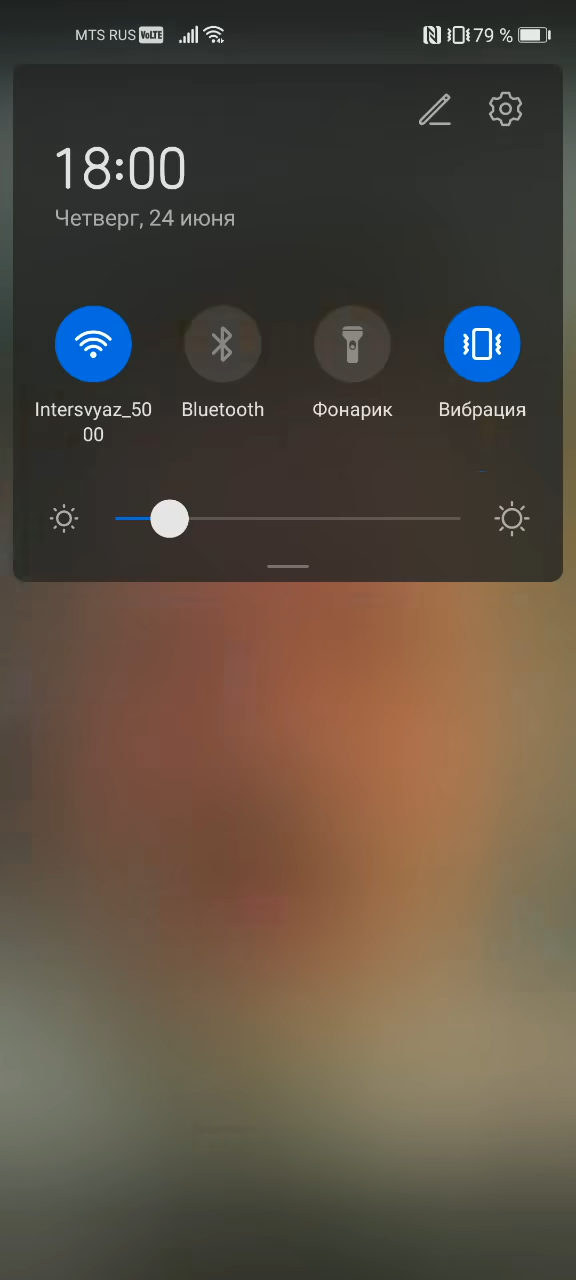 MTS RUS VoLTE 79 %
18:00
Четверг, 24 июня
Intersvyaz_50
00
Bluetooth
Фонарик
Вибрация